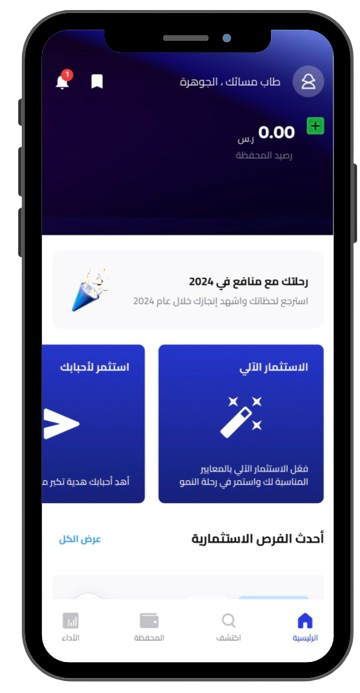 طاب مسائك ، الجوهرة
1
0.00 ر.س
رصيد المحفظة
رحلتك مع منافع في 2024
استرجع لحظاتك واشهد إنجازك خلال عام 2024
الاستثمار الآلي
فعّل الاستثمار الآلي بالمعايير
المناسبة لك واستمر في رحلة النمو
استثمر لأحبابك
أهدِ أحبابك هدية تكبر م
أحدث الفرص الاستثمارية
عرض الكل
الرئيسية
اكتشف
المحفظة
الأداء